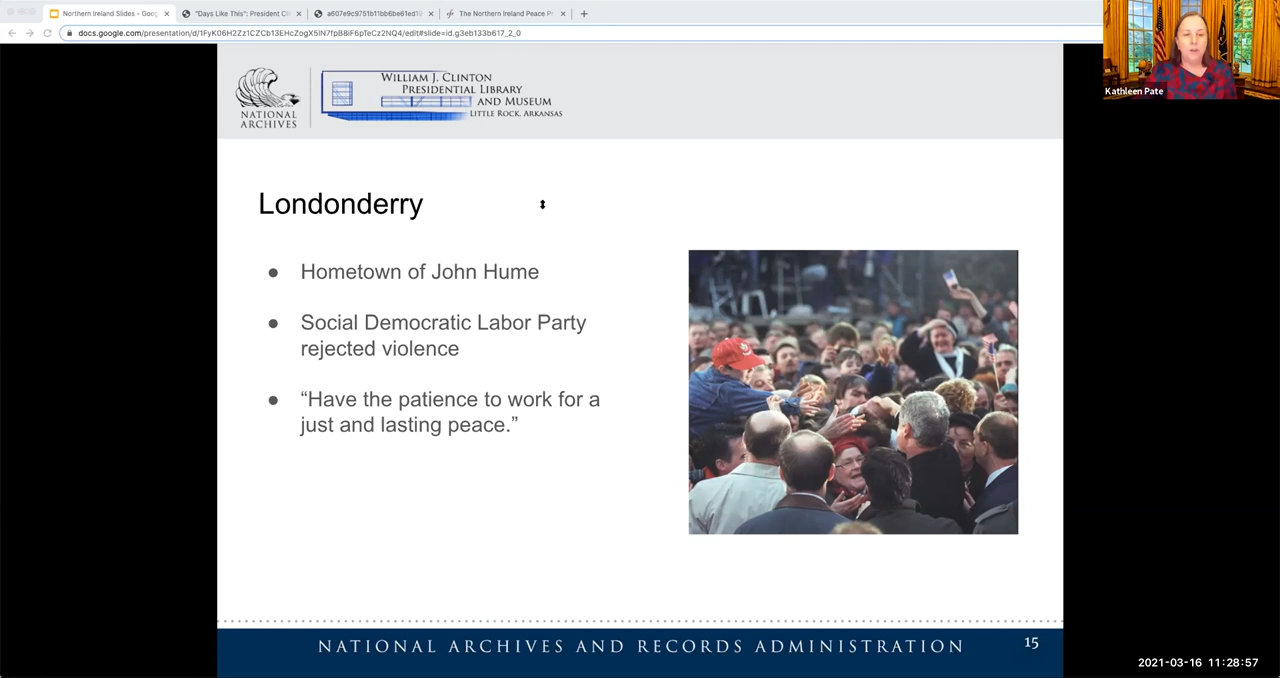 Northern Ireland Slides - Goog
"Days Like This": President Cli
a607e9c9751b11bb6be61ed19
The Northern Ireland Peace P
docs.google.com/presentation/d/1FyK06H2Zz1CZCb13EHcZogX5IN7fpB8iF6pTeCz2NQ4/edit#slide=id.g3eb133b617_2_0
Kathleen Pate
NATIONAL
ARCHIVES
WILLIAM J. CLINTON
PRESIDENTIAL LIBRARY
AND MUSEUM
LITTLE ROCK, ARKANSAS
Londonderry
● Hometown of John Hume
● Social Democratic Labor Party
rejected violence
● “Have the patience to work for a
just and lasting peace.”
NATIONAL ARCHIVES AND RECORDS ADMINISTRATION
15
2021-03-16 11:28:57